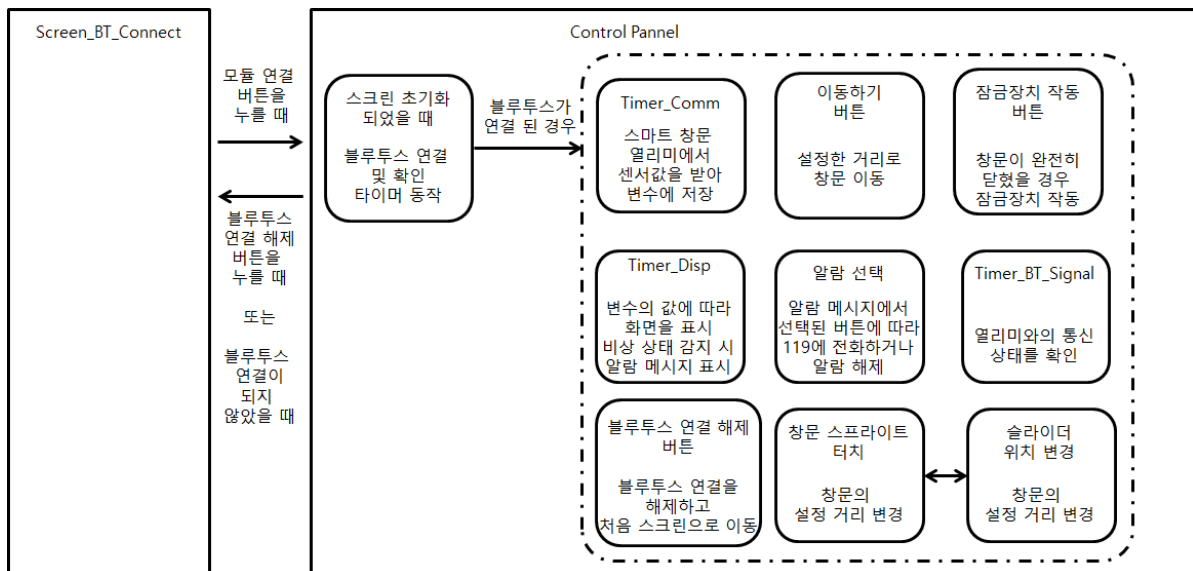 Screen_BT_Connect
모듈 연결
버튼을
누를 때
블루투스
연결 해제
버튼을
누를 때
또는
블루투스
연결이
되지
않았을 때
Control Pannel
스크린 초기화
되었을 때
블루투스 연결
및 확인
타이머 동작
블루투스가
연결 된 경우
Timer_Comm
스마트 창문
열리미에서
센서값을 받아
변수에 저장
이동하기
버튼
설정한 거리로
창문 이동
잠금장치 작동
버튼
창문이 완전히
닫혔을 경우
잠금장치 작동
Timer_Disp
변수의 값에 따라
화면을 표시
비상 상태 감지 시
알람 메시지 표시
알람 선택
알람 메시지에서
선택된 버튼에 따라
119에 전화하거나
알람 해제
Timer_BT_Signal
열리미와의 통신
상태를 확인
블루투스 연결 해제
버튼
블루투스 연결을
해제하고
처음 스크린으로 이동
창문 스프라이트
터치
창문의
설정 거리 변경
슬라이더
위치 변경
창문의
설정 거리 변경